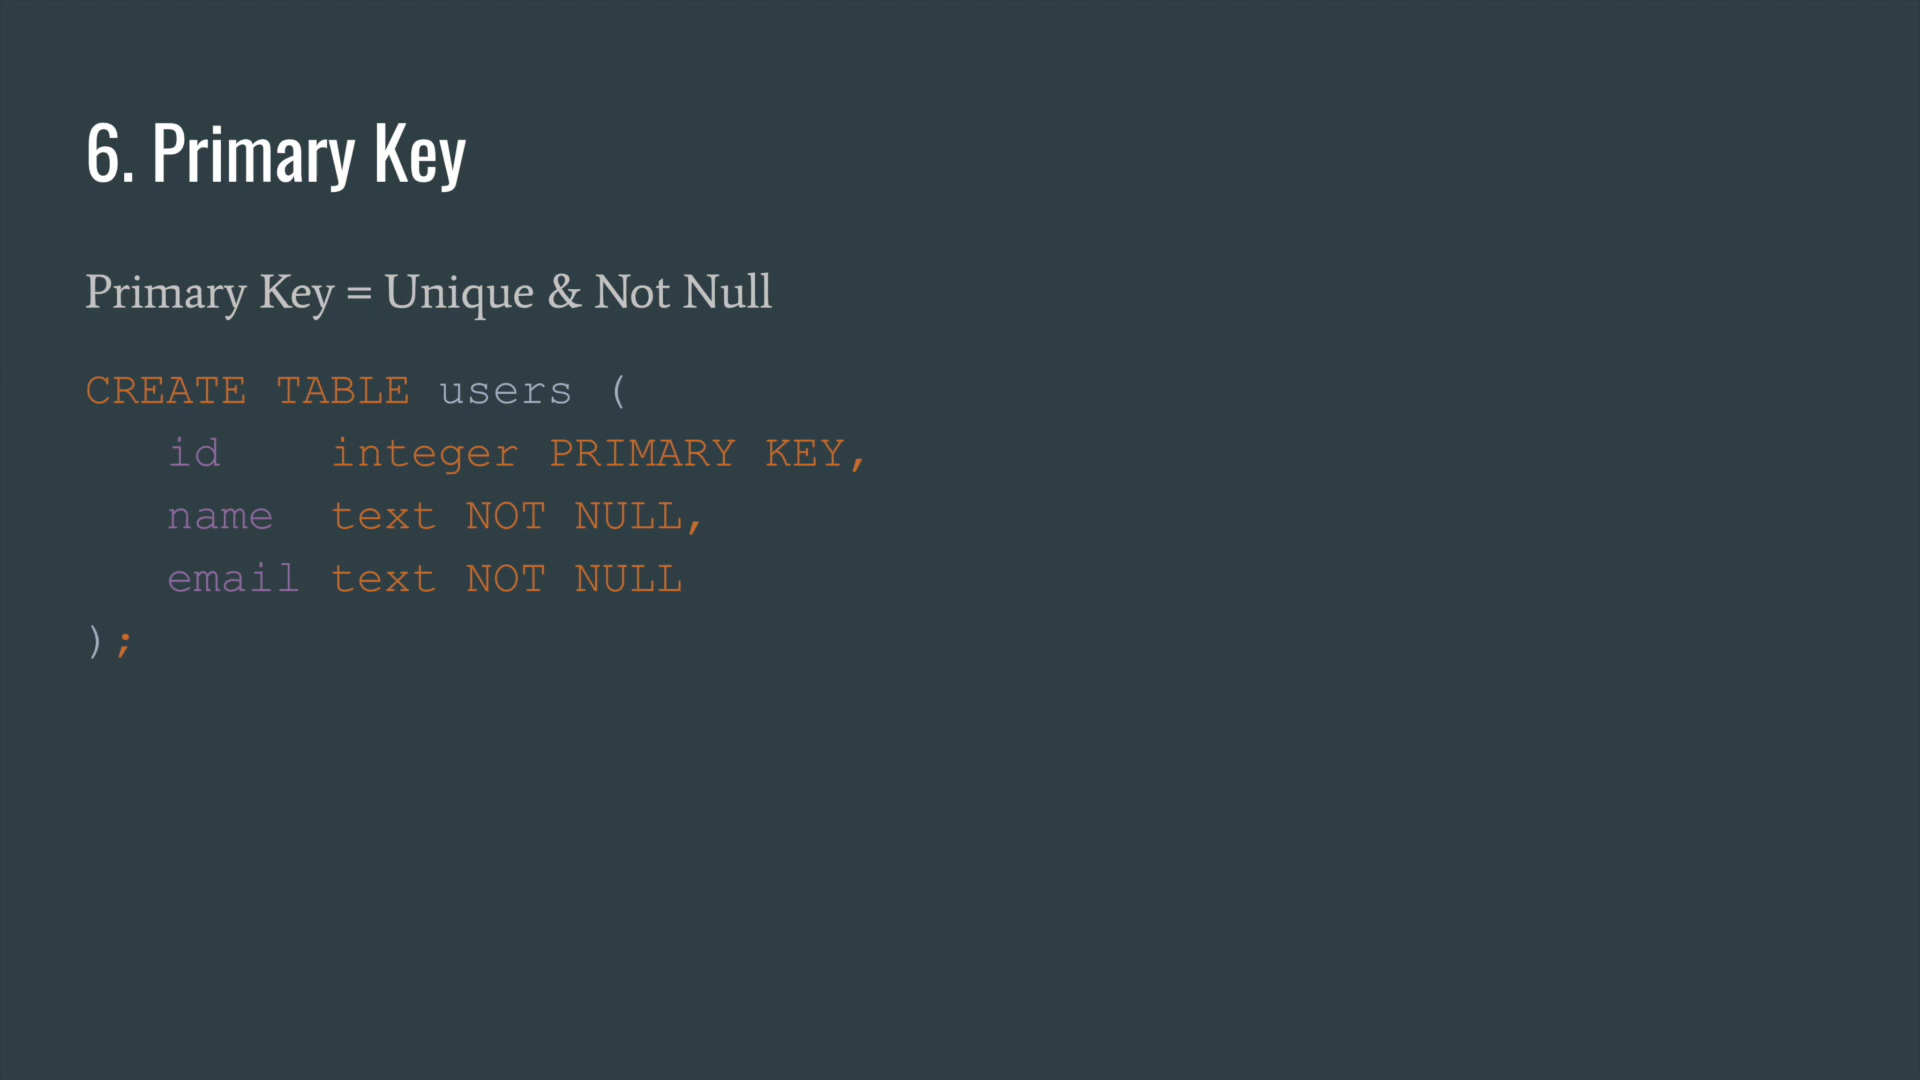 6. Primary Key
Primary Key = Unique & Not Null
CREATE TABLE users (
   id    integer PRIMARY KEY,
   name  text NOT NULL,
   email text NOT NULL
);